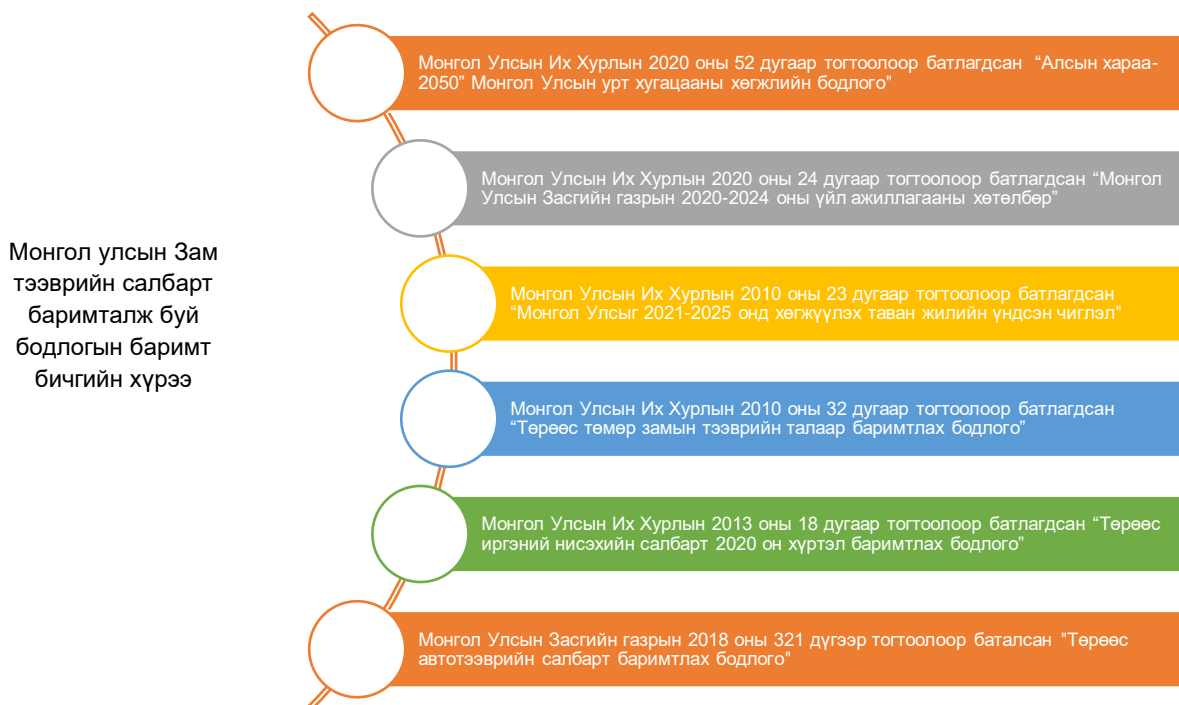 Монгол улсын Зам
тээврийн салбарт
баримталж буй
бодлогын баримт
бичгийн хүрээ
Монгол Улсын Их Хурлын 2020 оны 52 дугаар тогтоолоор батлагдсан “Алсын хараа-
2050” Монгол Улсын урт хугацааны хөгжлийн бодлого"
Монгол Улсын Их Хурлын 2020 оны 24 дугаар тогтоолоор батлагдсан “Монгол
Улсын Засгийн газрын 2020-2024 оны үйл ажиллагааны хөтөлбөр”
Монгол Улсын Их Хурлын 2010 оны 23 дугаар тогтоолоор батлагдсан
“Монгол Улсыг 2021-2025 онд хөгжүүлэх таван жилийн үндсэн чиглэл”
Монгол Улсын Их Хурлын 2010 оны 32 дугаар тогтоолоор батлагдсан
“Төрөөс төмөр замын тээврийн талаар баримтлах бодлого”
Монгол Улсын Их Хурлын 2013 оны 18 дугаар тогтоолоор батлагдсан “Төрөөс
иргэний нисэхийн салбарт 2020 он хүртэл баримтлах бодлого”
Монгол Улсын Засгийн газрын 2018 оны 321 дүгээр тогтоолоор баталсан "Төрөөс
автотээврийн салбарт баримтлах бодлого"